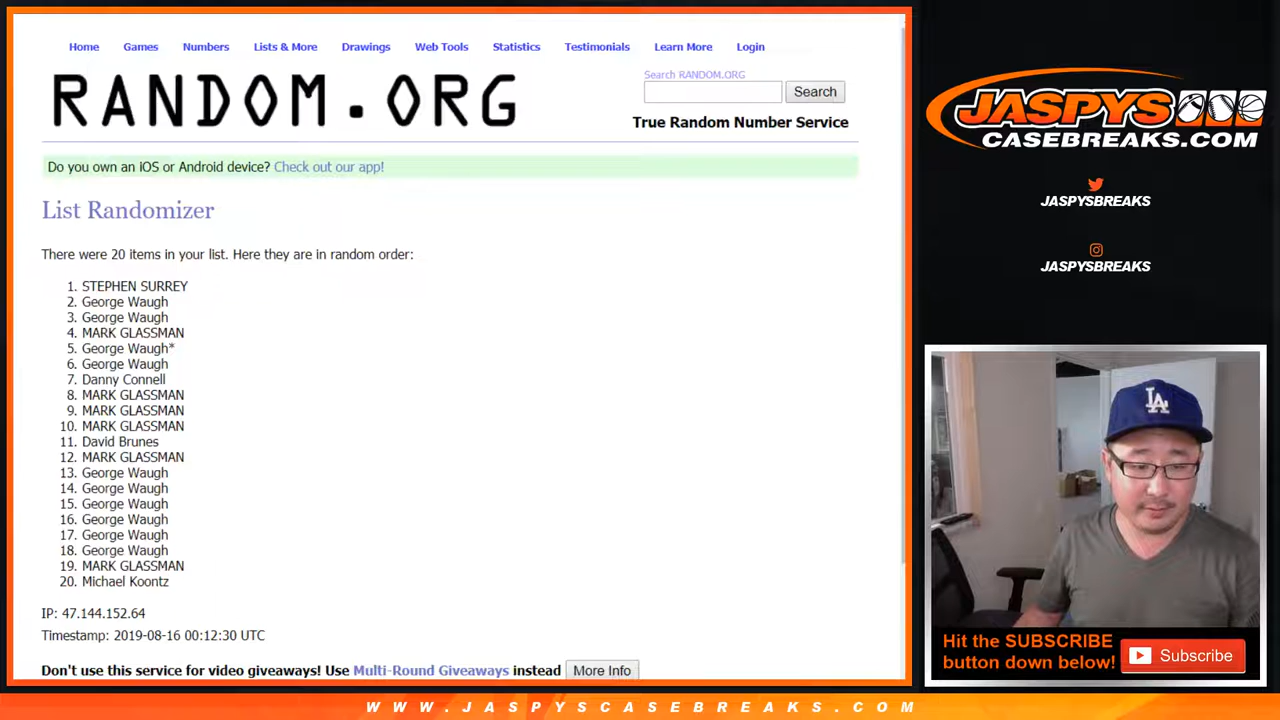 Home Games Numbers Lists & More Drawings Web Tools Statistics Testimonials Learn More Login
RANDOM.ORG
Search RANDOM.ORG
Search
True Random Number Service
Do you own an iOS or Android device? Check out our app!
List Randomizer
There were 20 items in your list. Here they are in random order:
1. STEPHEN SURREY
2. George Waugh
3. George Waugh
4. MARK GLASSMAN
5. George Waugh*
6. George Waugh
7. Danny Connell
8. MARK GLASSMAN
9. MARK GLASSMAN
10. MARK GLASSMAN
11. David Brunes
12. MARK GLASSMAN
13. George Waugh
14. George Waugh
15. George Waugh
16. George Waugh
17. George Waugh
18. George Waugh
19. MARK GLASSMAN
20. Michael Koontz
IP: 47.144.152.64
Timestamp: 2019-08-16 00:12:30 UTC
Don't use this service for video giveaways! Use Multi-Round Giveaways instead More Info
JASPYS
CASEBREAKS.COM
JASPYSBREAKS
JASPYSBREAKS
LA
Hit the SUBSCRIBE
button down below!
Subscribe
WWW.JASPYSCASEBREAKS.COM